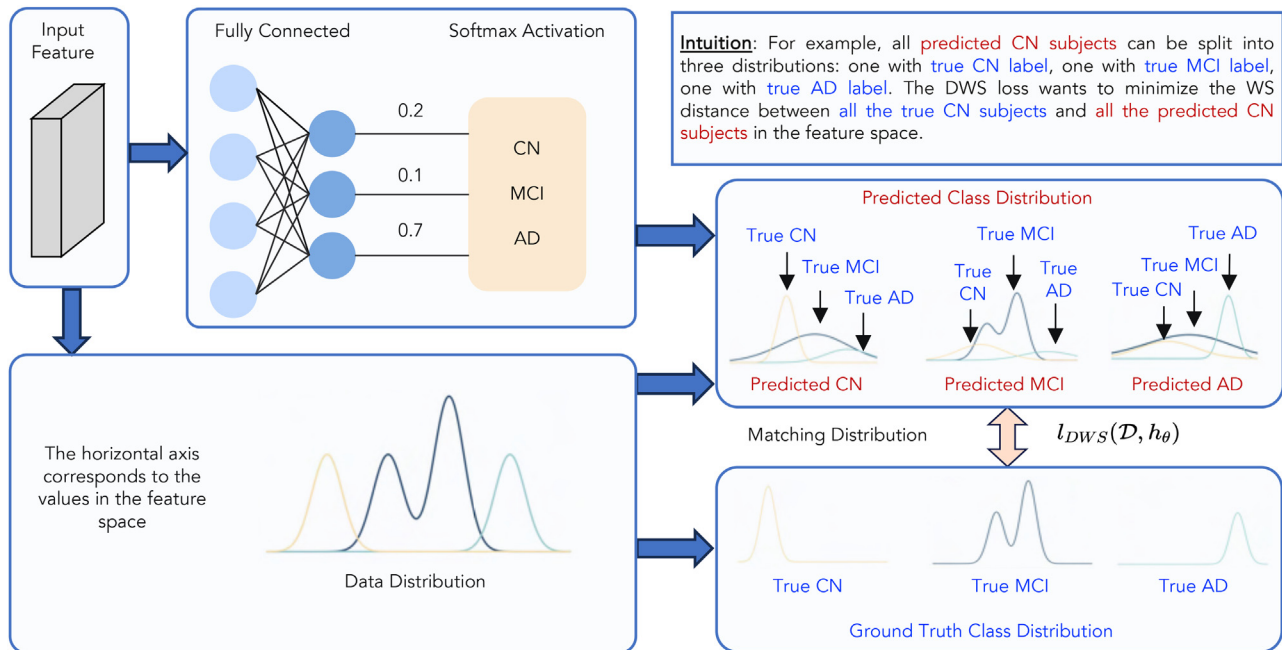 Input
Feature
Fully Connected
Softmax Activation
0.2
0.1
0.7
CN
MCI
AD
Intuition: For example, all predicted CN subjects can be split into
three distributions: one with true CN label, one with true MCI label,
one with true AD label. The DWS loss wants to minimize the WS
distance between all the true CN subjects and all the predicted CN
subjects in the feature space.
Predicted Class Distribution
True CN
True MCI
True AD
Predicted CN
True MCI
True
CN
True
AD
Predicted MCI
True AD
True MCI
True CN
Predicted AD
Matching Distribution
l_{DWS}(𝒟, h_θ)
The horizontal axis
corresponds to the
values in the feature
space
Data Distribution
True CN
True MCI
True AD
Ground Truth Class Distribution